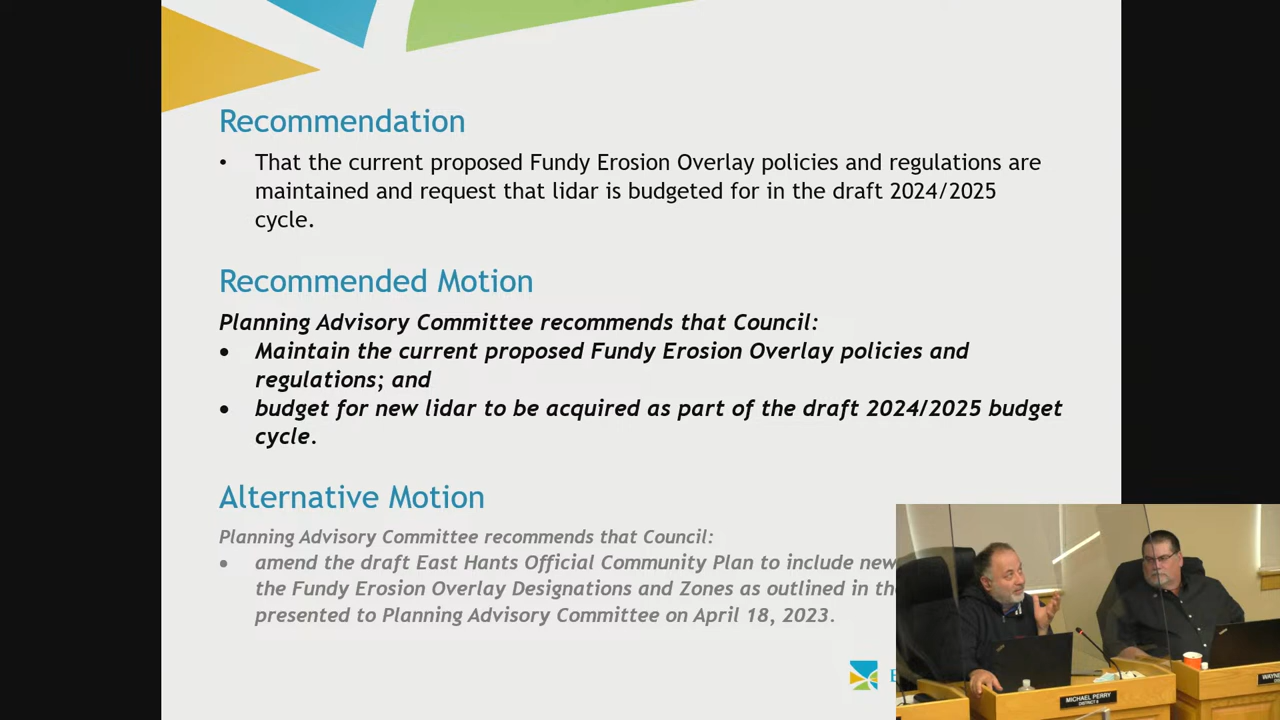 Recommendation
• That the current proposed Fundy Erosion Overlay policies and regulations are
maintained and request that lidar is budgeted for in the draft 2024/2025
cycle.
Recommended Motion
Planning Advisory Committee recommends that Council:
• Maintain the current proposed Fundy Erosion Overlay policies and
regulations; and
• budget for new lidar to be acquired as part of the draft 2024/2025 budget
cycle.
Alternative Motion
Planning Advisory Committee recommends that Council:
• amend the draft East Hants Official Community Plan to include new
the Fundy Erosion Overlay Designations and Zones as outlined in
presented to Planning Advisory Committee on April 18, 2023.
MICHAEL PERRY
WAYNE